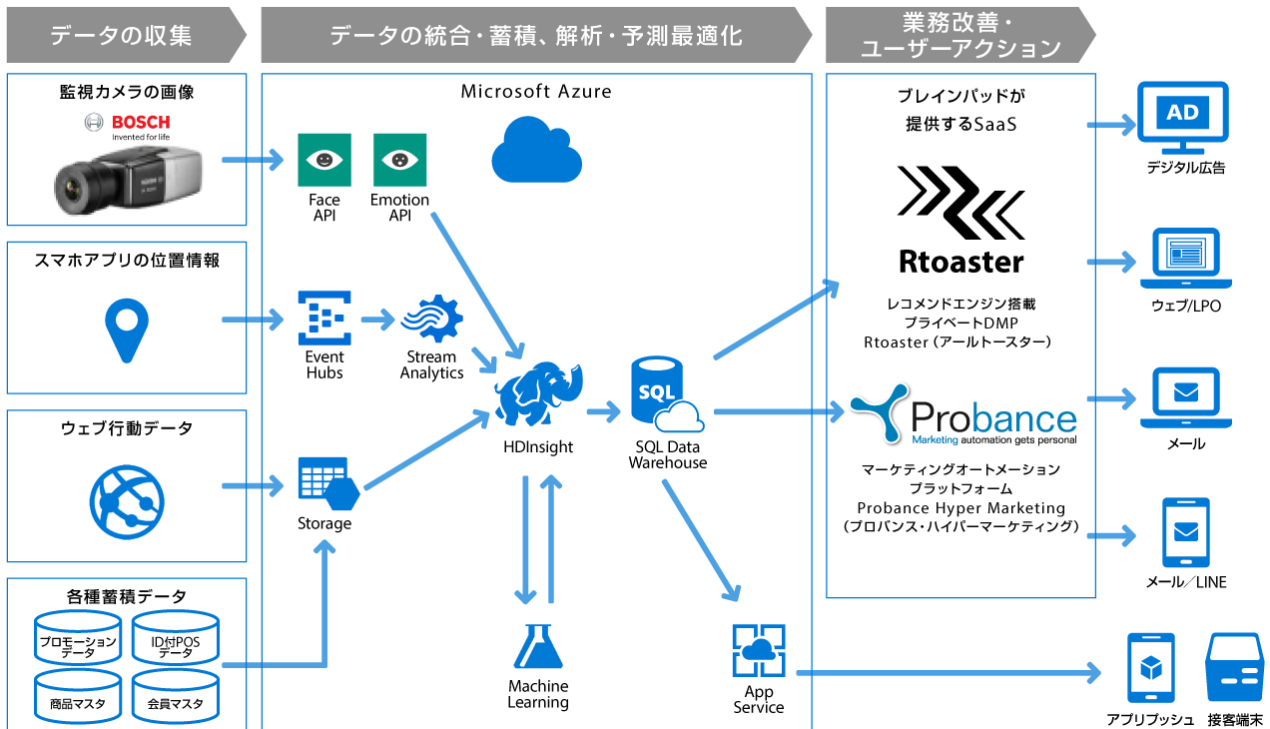 データの収集
データの統合・蓄積、解析・予測最適化
業務改善・
ユーザーアクション
監視カメラの画像
BOSCH
Invented for life
スマホアプリの位置情報
ウェブ行動データ
各種蓄積データ
プロモーション
データ
ID付POS
データ
商品マスタ
会員マスタ
Microsoft Azure
Face
API
Emotion
API
Event
Hubs
Stream
Analytics
Storage
HDInsight
SQL
SQL Data
Warehouse
Machine
Learning
App
Service
ブレインパッドが
提供するSaaS
Rtoaster
レコメンドエンジン搭載
プライベートDMP
Rtoaster（アールトースター）
Probance
Marketing automation gets personal
マーケティングオートメーション
プラットフォーム
Probance Hyper Marketing
（プロバンス・ハイパーマーケティング）
AD
デジタル広告
ウェブ/LPO
メール
メール／LINE
アプリプッシュ
接客端末